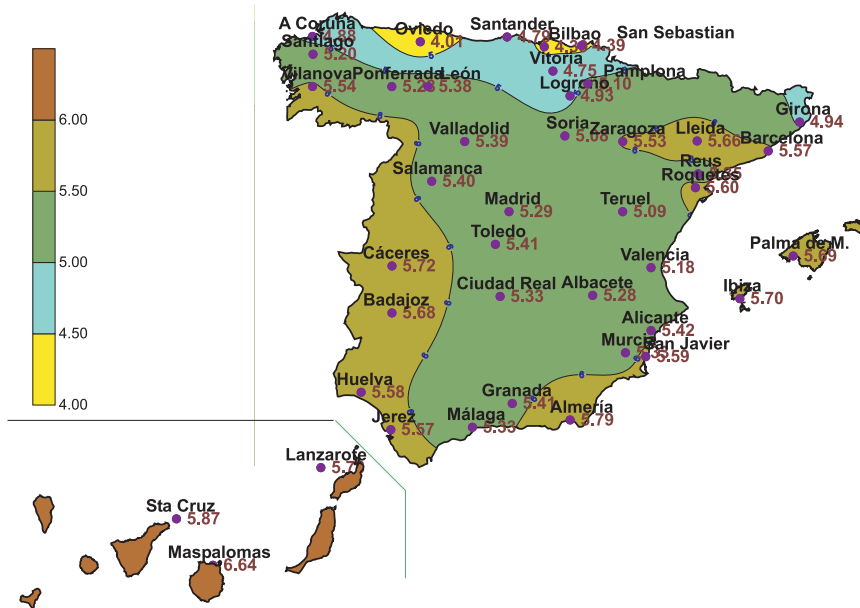 A Coruña
4.88
Oviedo
4.01
Santander
4.79
Bilbao
San Sebastian
4.39
Santiago
5.20
Vitoria
4.75
Vilanova
5.54
Ponferrada
León
5.38
Logroño
4.93
Pamplona
Girona
4.94
Valladolid
5.39
Soria
5.08
Zaragoza
5.53
Lleida
5.66
Barcelona
5.57
Salamanca
5.40
Reus
Roquetes
5.60
Madrid
5.29
Teruel
5.09
Toledo
5.41
Cáceres
5.72
Valencia
5.18
Palma de M.
5.69
Ciudad Real
5.33
Albacete
5.28
Ibiza
5.70
Badajoz
5.68
Alicante
5.42
Murcia
San Javier
5.59
Huelva
5.58
Granada
5.41
Almería
5.79
Jerez
5.57
Málaga
5.33
Lanzarote
Sta Cruz
5.87
Maspalomas
6.64
6.00
5.50
5.00
4.50
4.00